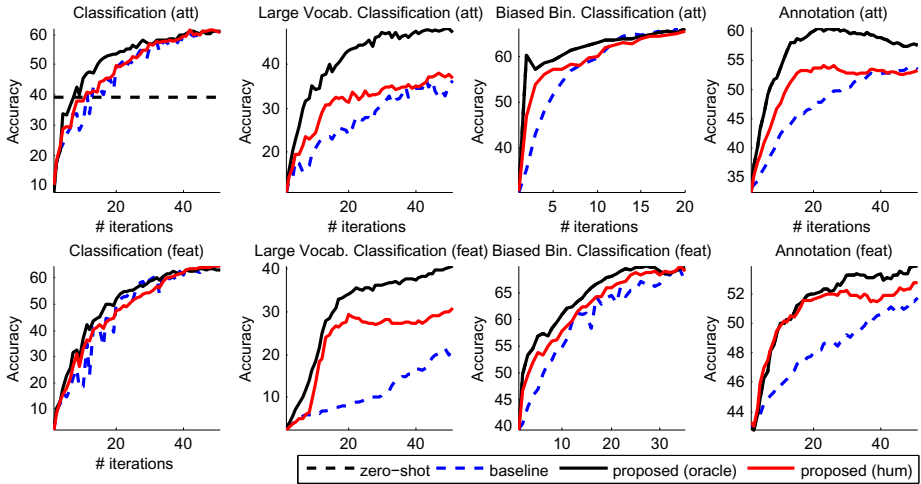 Classification (att)
Large Vocab. Classification (att)
Biased Bin. Classification (att)
Annotation (att)
Accuracy
60
50
40
30
20
10
20 40
# iterations
Accuracy
40
30
20
20 40
# iterations
Accuracy
60
50
40
5 10 15 20
# iterations
Accuracy
60
55
50
45
40
35
20 40
# iterations
Classification (feat)
Large Vocab. Classification (feat)
Biased Bin. Classification (feat)
Annotation (feat)
Accuracy
60
50
40
30
20
10
20 40
# iterations
Accuracy
40
30
20
10
20 40
# iterations
Accuracy
70
65
60
55
50
45
40
10 20 30
# iterations
Accuracy
52
50
48
46
44
20 40
# iterations
zero−shot baseline proposed (oracle) proposed (hum)